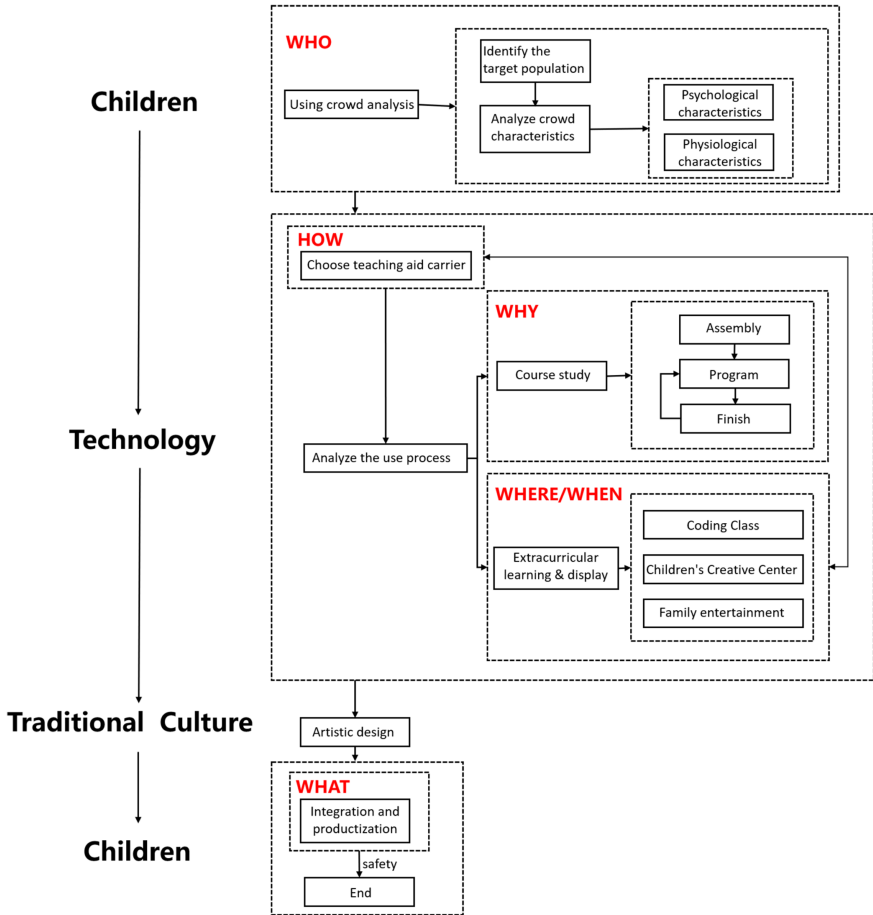 Children
Technology
Traditional Culture
Children
WHO
Using crowd analysis
Identify the
target population
Analyze crowd
characteristics
Psychological
characteristics
Physiological
characteristics
HOW
Choose teaching aid carrier
Analyze the use process
WHY
Course study
Assembly
Program
Finish
WHERE/WHEN
Extracurricular
learning & display
Coding Class
Children's Creative Center
Family entertainment
Artistic design
WHAT
Integration and
productization
safety
End